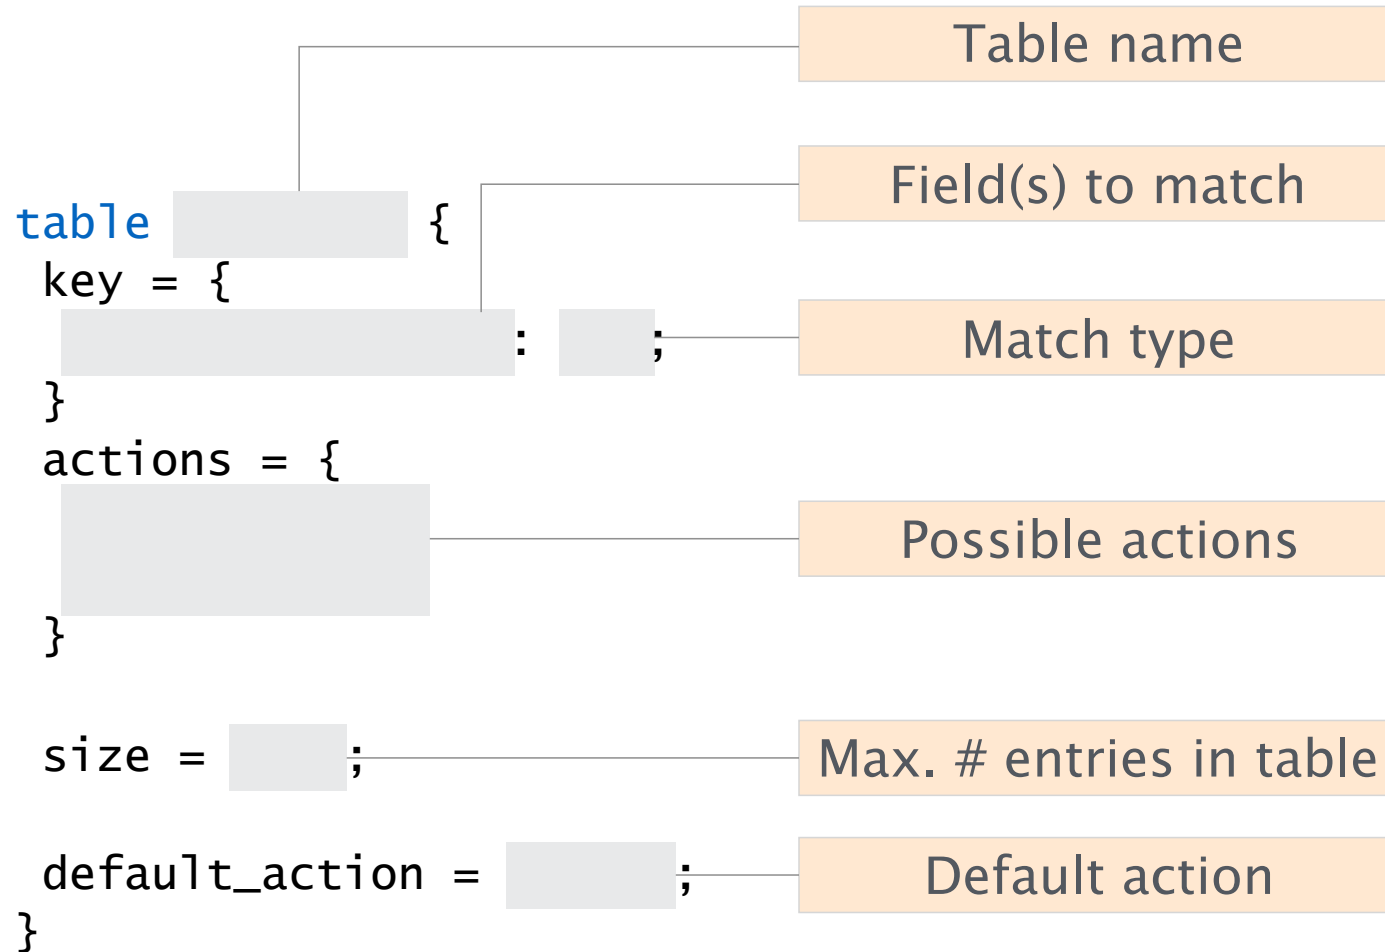 Table name
Field(s) to match
table {
key = {
: ;
Match type
}
actions = {
Possible actions
}
size = ;
Max. # entries in table
default_action = ;
Default action
}